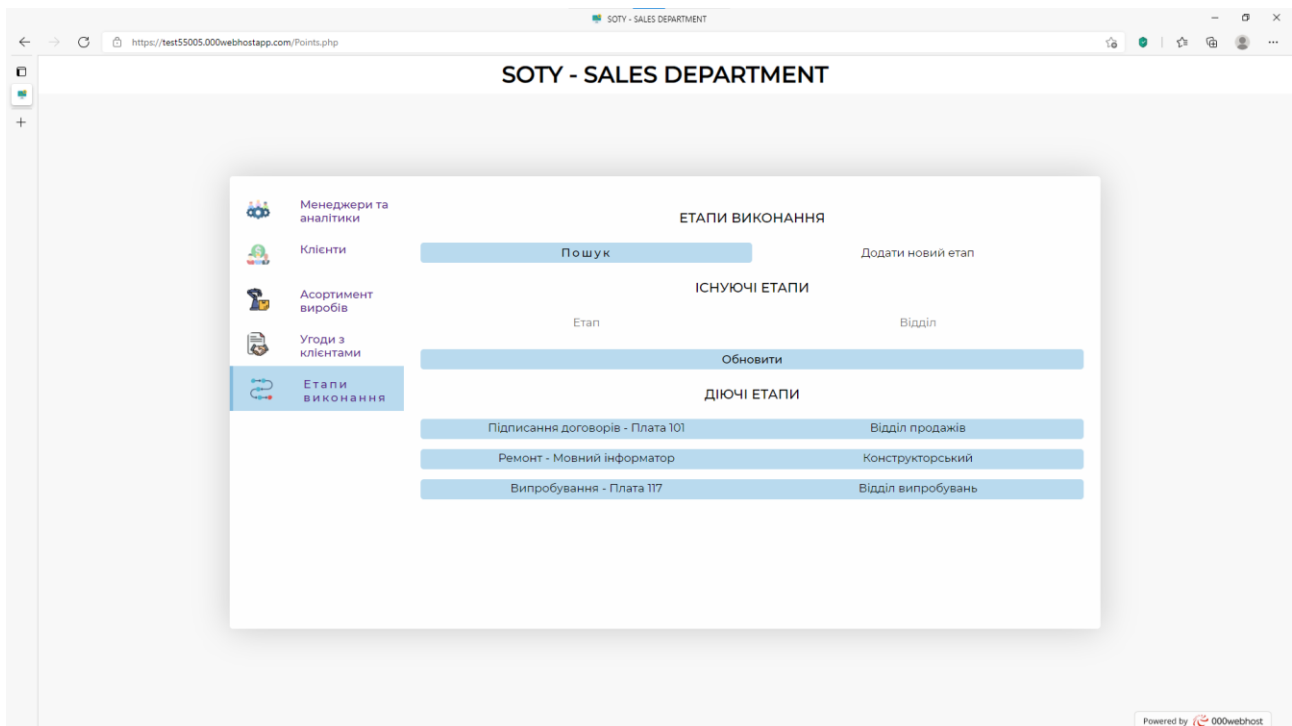 SOTY - SALES DEPARTMENT
https://test55005.000webhostapp.com/Points.php
SOTY - SALES DEPARTMENT
Менеджери та
аналітики
Клієнти
Асортимент
виробів
Угоди з
клієнтами
Етапи
виконання
ЕТАПИ ВИКОНАННЯ
Пошук Додати новий етап
ІСНУЮЧІ ЕТАПИ
Етап Відділ
Обновити
ДІЮЧІ ЕТАПИ
Підписання договорів - Плата 101 Відділ продажів
Ремонт - Мовний інформатор Конструкторський
Випробування - Плата 117 Відділ випробувань
Powered by 000webhost